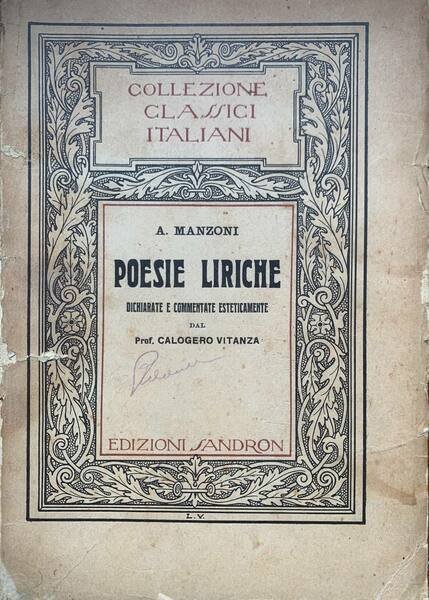 COLLEZIONE
CLASSICI
ITALIANI
A. MANZONI
POESIE LIRICHE
DICHIARATE E COMMENTATE ESTETICAMENTE
DAL
Prof. CALOGERO VITANZA
EDIZIONI SANDRON
L. V.